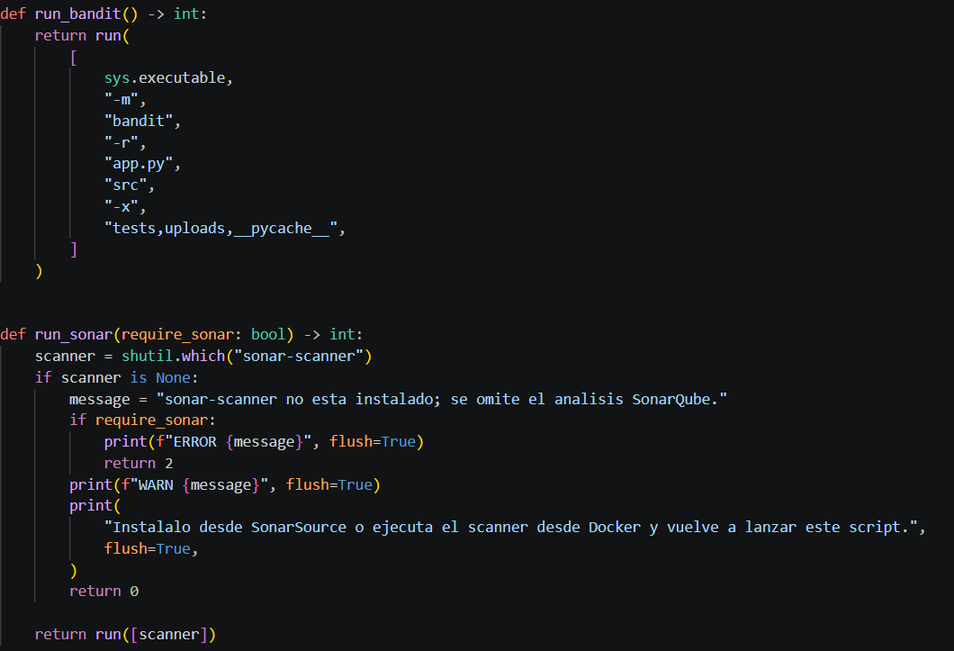 def run_bandit() -> int:
    return run(
        [
            sys.executable,
            "-m",
            "bandit",
            "-r",
            "app.py",
            "src",
            "-x",
            "tests,uploads,__pycache__",
        ]
    )
def run_sonar(require_sonar: bool) -> int:
    scanner = shutil.which("sonar-scanner")
    if scanner is None:
        message = "sonar-scanner no esta instalado; se omite el analisis SonarQube."
        if require_sonar:
            print(f"ERROR {message}", flush=True)
            return 2
        print(f"WARN {message}", flush=True)
        print(
            "Instalalo desde SonarSource o ejecuta el scanner desde Docker y vuelve a lanzar este script.",
            flush=True,
        )
        return 0
    return run([scanner])